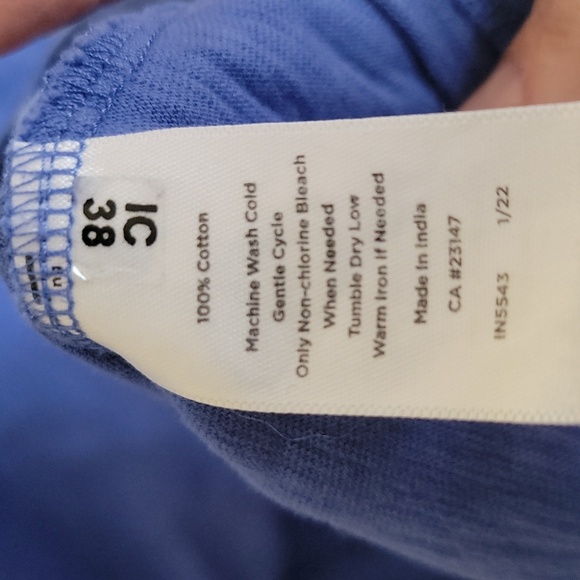 IC
38
100% Cotton
Machine Wash Cold
Gentle Cycle
Only Non-chlorine Bleach
When Needed
Tumble Dry Low
Warm Iron if Needed
Made in India
CA #23147
IN5543 1/22